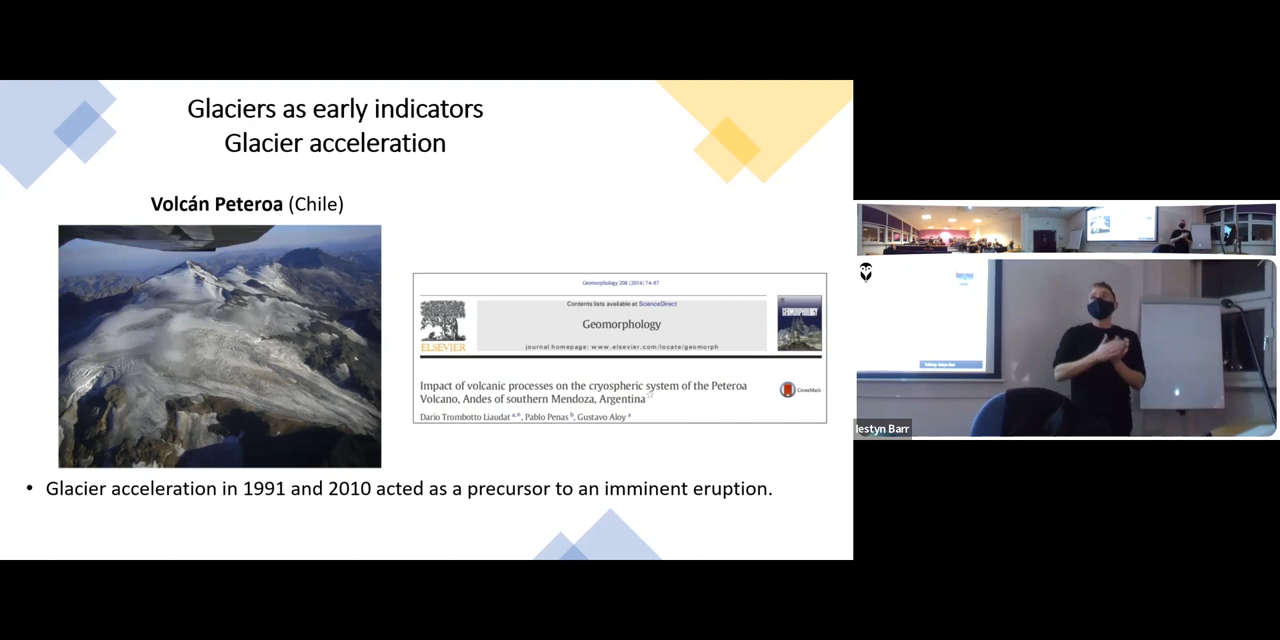 Glaciers as early indicators
Glacier acceleration
Volcán Peteroa (Chile)
Geomorphology 208 (2014) 74–87
Contents lists available at ScienceDirect
Geomorphology
journal homepage: www.elsevier.com/locate/geomorph
ELSEVIER
GEOMORPHOLOGY
Impact of volcanic processes on the cryospheric system of the Peteroa
Volcano, Andes of southern Mendoza, Argentina
CrossMark
Dario Trombotto Liaudat a,*, Pablo Penas b, Gustavo Aloy a
• Glacier acceleration in 1991 and 2010 acted as a precursor to an imminent eruption.
Iestyn Barr